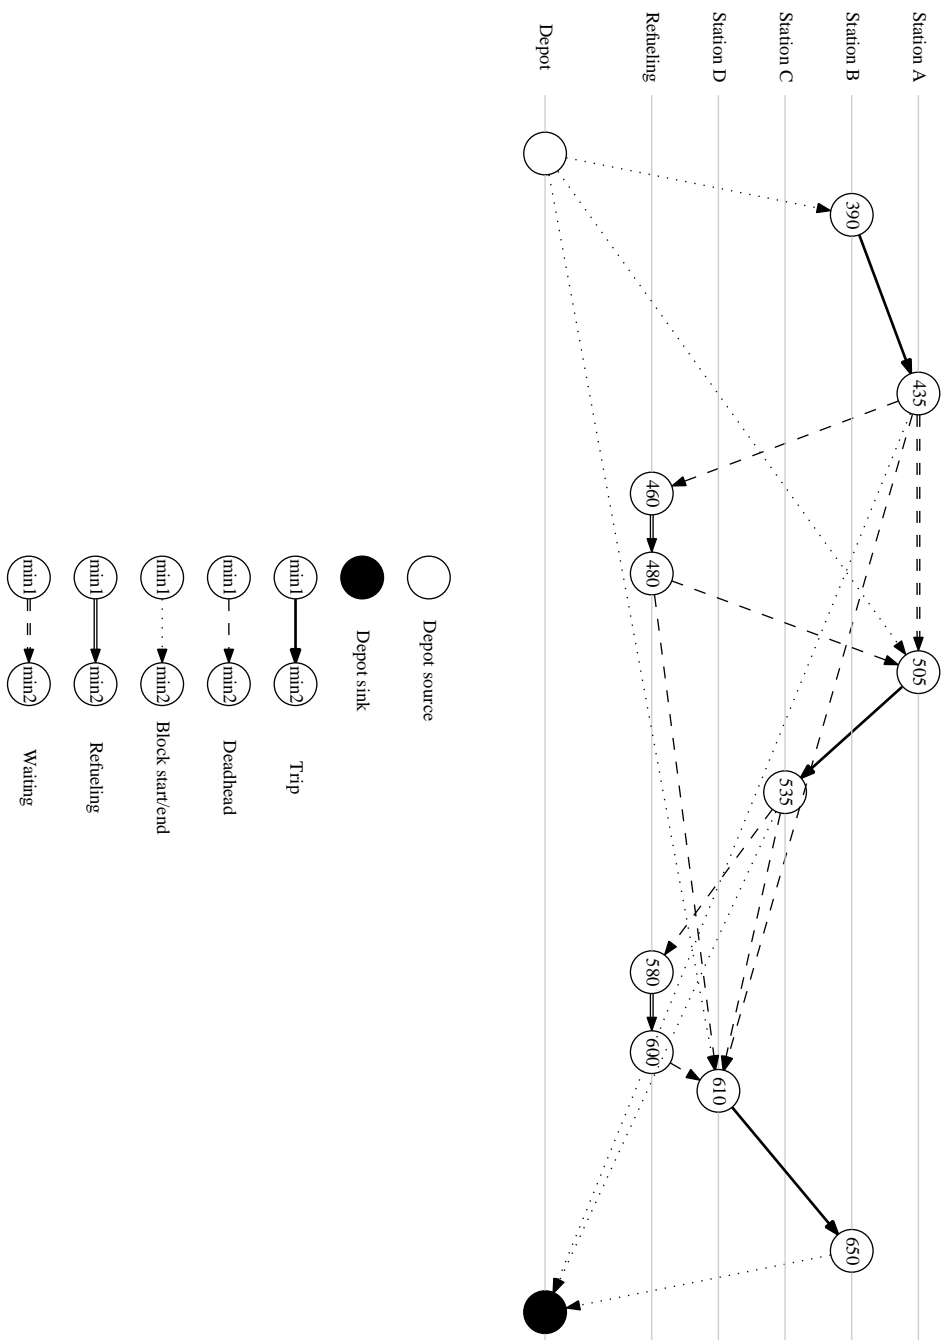 Station A
Station B
Station C
Station D
Refueling
Depot
390
435
460
480
505
535
580
600
610
650
Depot source
Depot sink
min1 min2 Trip
min1 min2 Deadhead
min1 min2 Block start/end
min1 min2 Refueling
min1 min2 Waiting